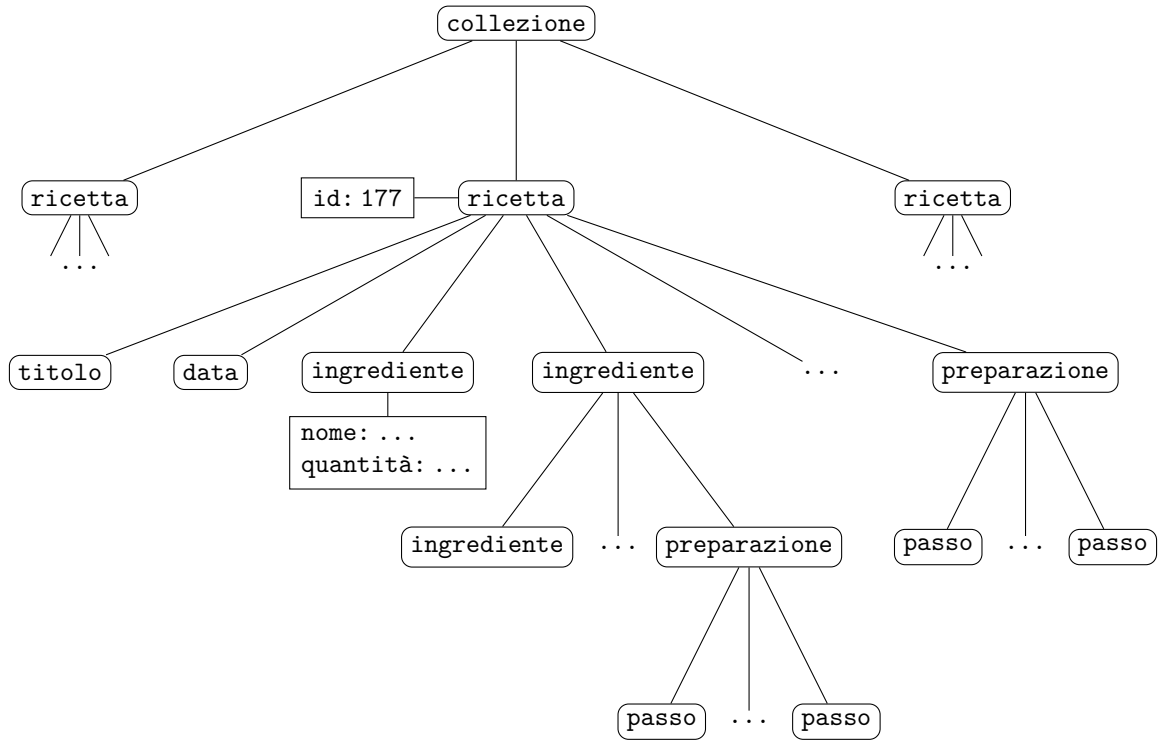 collezione
ricetta
id: 177
ricetta
ricetta
...
...
titolo
data
ingrediente
ingrediente
...
preparazione
nome: ...
quantità: ...
ingrediente
...
preparazione
passo
...
passo
passo
...
passo